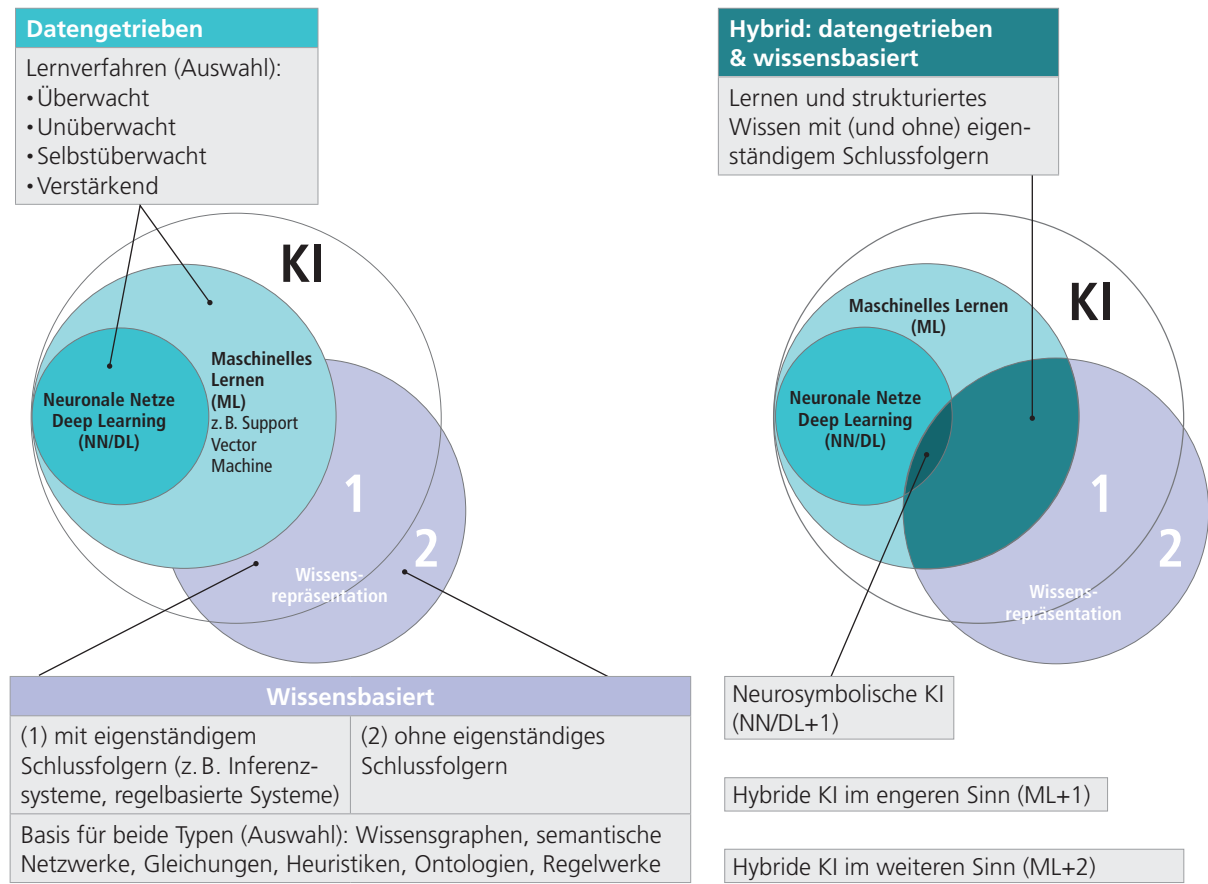 Datengetrieben
Lernverfahren (Auswahl):
• Überwacht
• Unüberwacht
• Selbstüberwacht
• Verstärkend
KI
Maschinelles
Lernen
(ML)
z. B. Support
Vector
Machine
Neuronale Netze
Deep Learning
(NN/DL)
1
2
Wissens-
repräsentation
Wissensbasiert
(1) mit eigenständigem
Schlussfolgern (z. B. Inferenz-
systeme, regelbasierte Systeme)
(2) ohne eigenständiges
Schlussfolgern
Basis für beide Typen (Auswahl): Wissensgraphen, semantische
Netzwerke, Gleichungen, Heuristiken, Ontologien, Regelwerke
Hybrid: datengetrieben
& wissensbasiert
Lernen und strukturiertes
Wissen mit (und ohne) eigen-
ständigem Schlussfolgern
KI
Maschinelles Lernen
(ML)
Neuronale Netze
Deep Learning
(NN/DL)
1
2
Wissens-
repräsentation
Neurosymbolische KI
(NN/DL+1)
Hybride KI im engeren Sinn (ML+1)
Hybride KI im weiteren Sinn (ML+2)